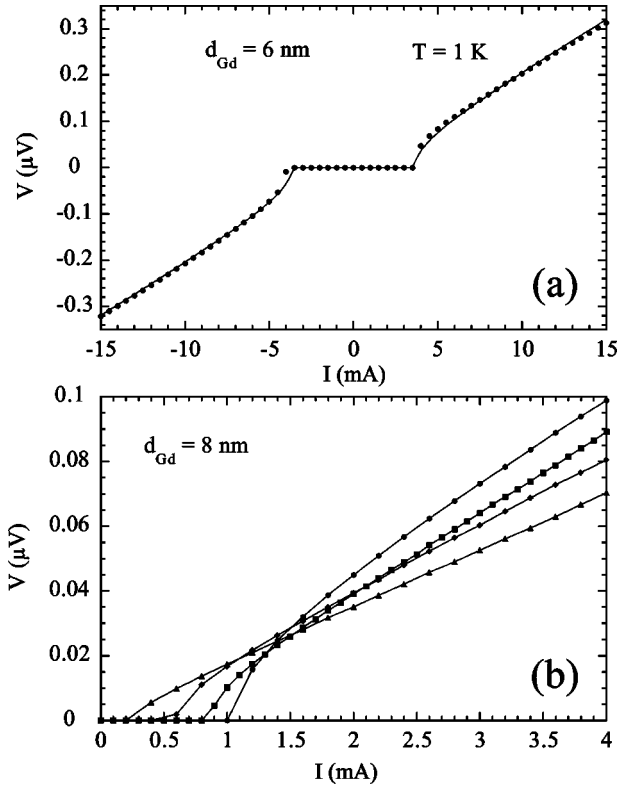 0.3
0.2
0.1
0
-0.1
-0.2
-0.3
V (μV)
d_Gd = 6 nm
T = 1 K
(a)
-15 -10 -5 0 5 10 15
I (mA)
0.1
0.08
0.06
0.04
0.02
0
V (μV)
d_Gd = 8 nm
(b)
0 0.5 1 1.5 2 2.5 3 3.5 4
I (mA)